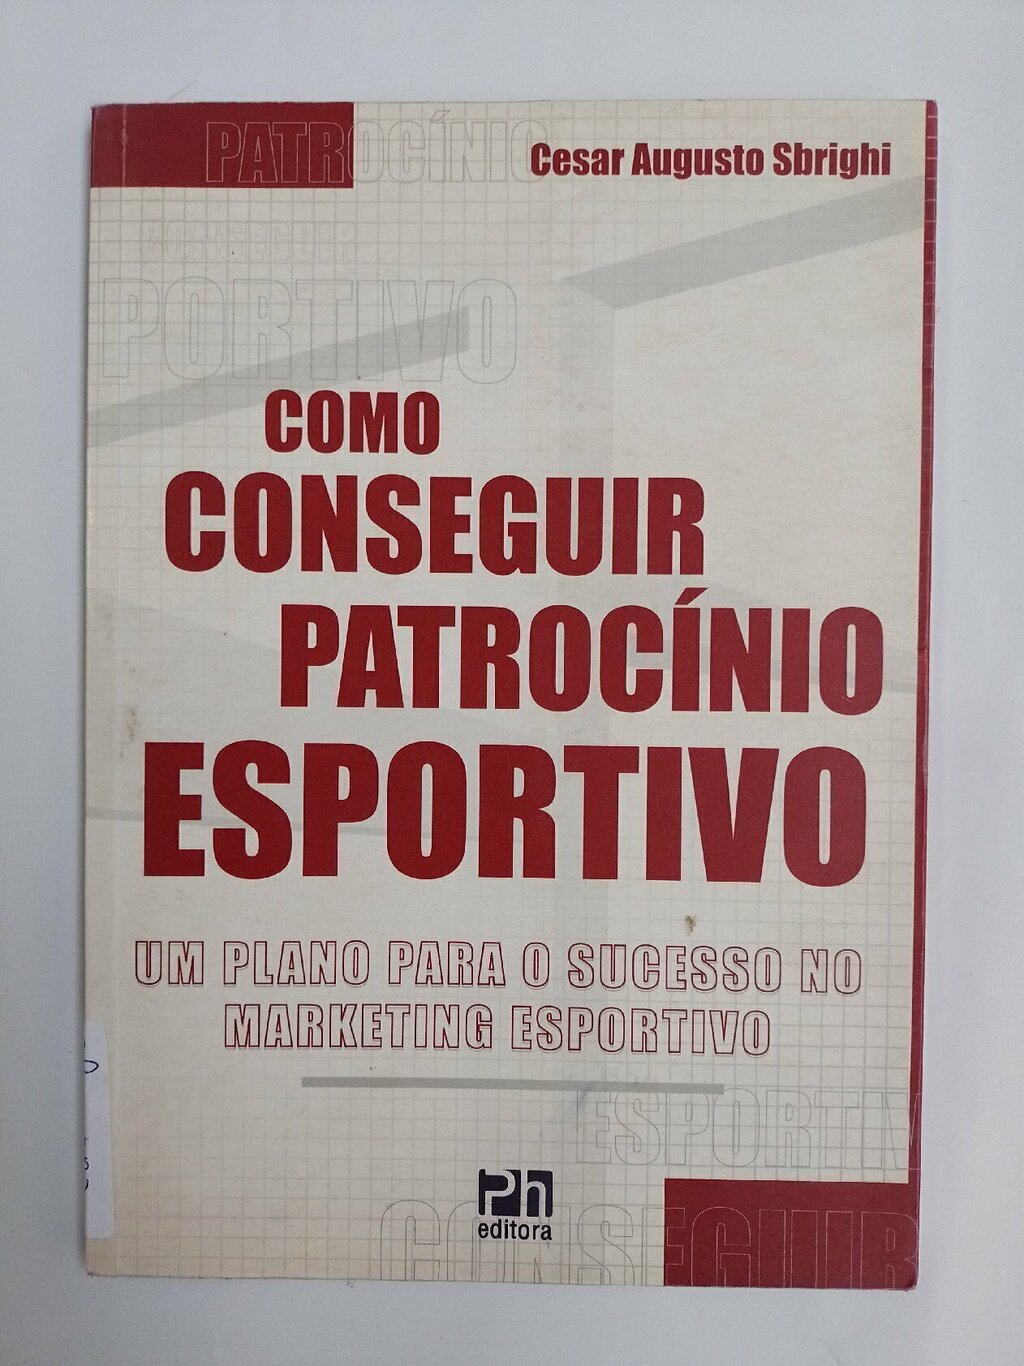 PATROCÍNIO
Cesar Augusto Sbrighi
CONSEGUIR
PORTIVO
COMO
CONSEGUIR
PATROCÍNIO
ESPORTIVO
UM PLANO PARA O SUCESSO NO
MARKETING ESPORTIVO
ESPORTIV
Ph
editora
CONSEGUIR